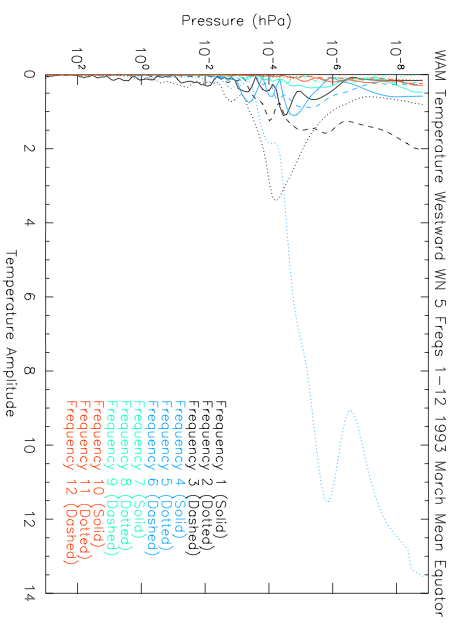 WAM Temperature Westward WN 5 Freqs 1-12 1993 March Mean Equator
Pressure (hPa)
10^-8
10^-6
10^-4
10^-2
10^0
10^2
0
2
4
6
8
10
12
14
Temperature Amplitude
Frequency 1 (Solid)
Frequency 2 (Dotted)
Frequency 3 (Dashed)
Frequency 4 (Solid)
Frequency 5 (Dotted)
Frequency 6 (Dashed)
Frequency 7 (Solid)
Frequency 8 (Dotted)
Frequency 9 (Dashed)
Frequency 10 (Solid)
Frequency 11 (Dotted)
Frequency 12 (Dashed)